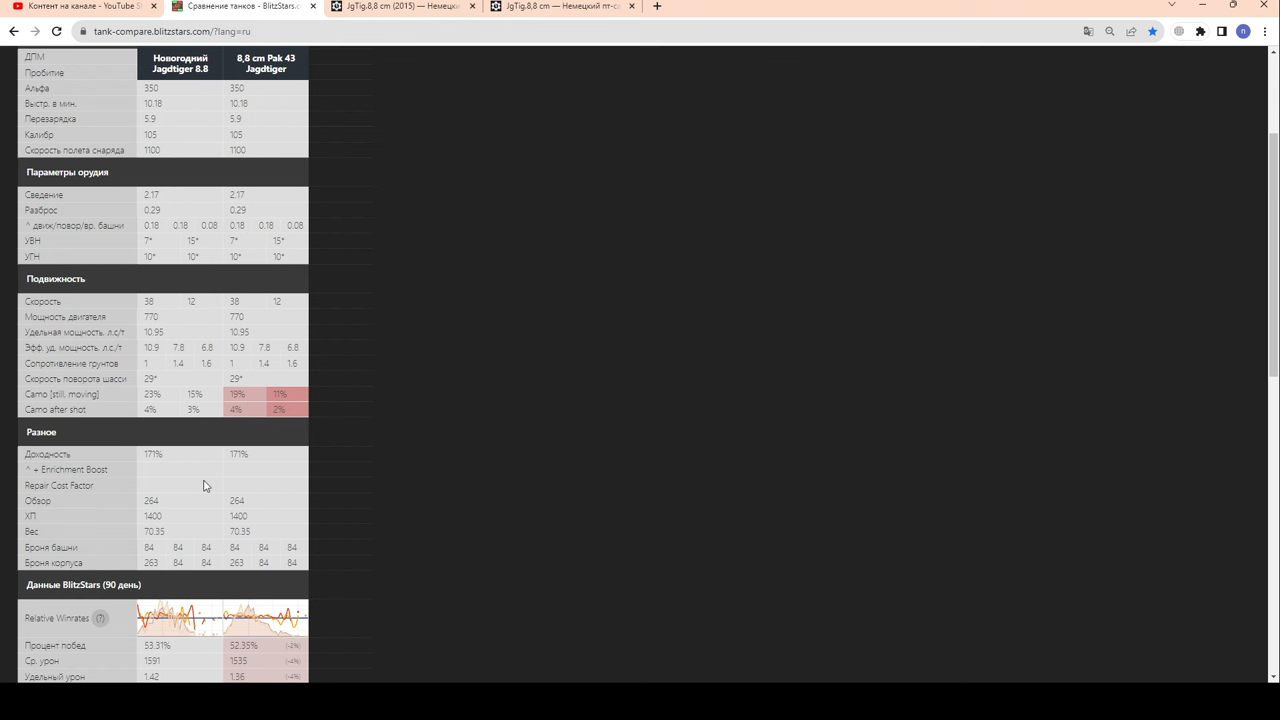 Контент на канале - YouTube S
Сравнение танков - BlitzStars.co
JgTig.8,8 cm (2015) — Немецки
JgTig.8,8 cm — Немецкий пт-са
tank-compare.blitzstars.com/?lang=ru
ДПМ
Новогодний Jagdtiger 8.8
8,8 cm Pak 43 Jagdtiger
Пробитие
Альфа 350 350
Выстр. в мин. 10.18 10.18
Перезарядка 5.9 5.9
Калибр 105 105
Скорость полета снаряда 1100 1100
Параметры орудия
Сведение 2.17 2.17
Разброс 0.29 0.29
^ движ/повор/вр. башни 0.18 0.18 0.08 0.18 0.18 0.08
УВН 7° 15° 7° 15°
УГН 10° 10° 10° 10°
Подвижность
Скорость 38 12 38 12
Мощность двигателя 770 770
Удельная мощность, л.с/т 10.95 10.95
Эфф. уд. мощность, л.с./т 10.9 7.8 6.8 10.9 7.8 6.8
Сопротивление грунтов 1 1.4 1.6 1 1.4 1.6
Скорость поворота шасси 29° 29°
Camo [still, moving] 23% 15% 19% 11%
Camo after shot 4% 3% 4% 2%
Разное
Доходность 171% 171%
^ + Enrichment Boost
Repair Cost Factor
Обзор 264 264
ХП 1400 1400
Вес 70.35 70.35
Броня башни 84 84 84 84 84 84
Броня корпуса 263 84 84 263 84 84
Данные BlitzStars (90 день)
Relative Winrates (?)
Процент побед 53.31% 52.35% (-2%)
Ср. урон 1591 1535 (-4%)
Удельный урон 1.42 1.36 (-4%)